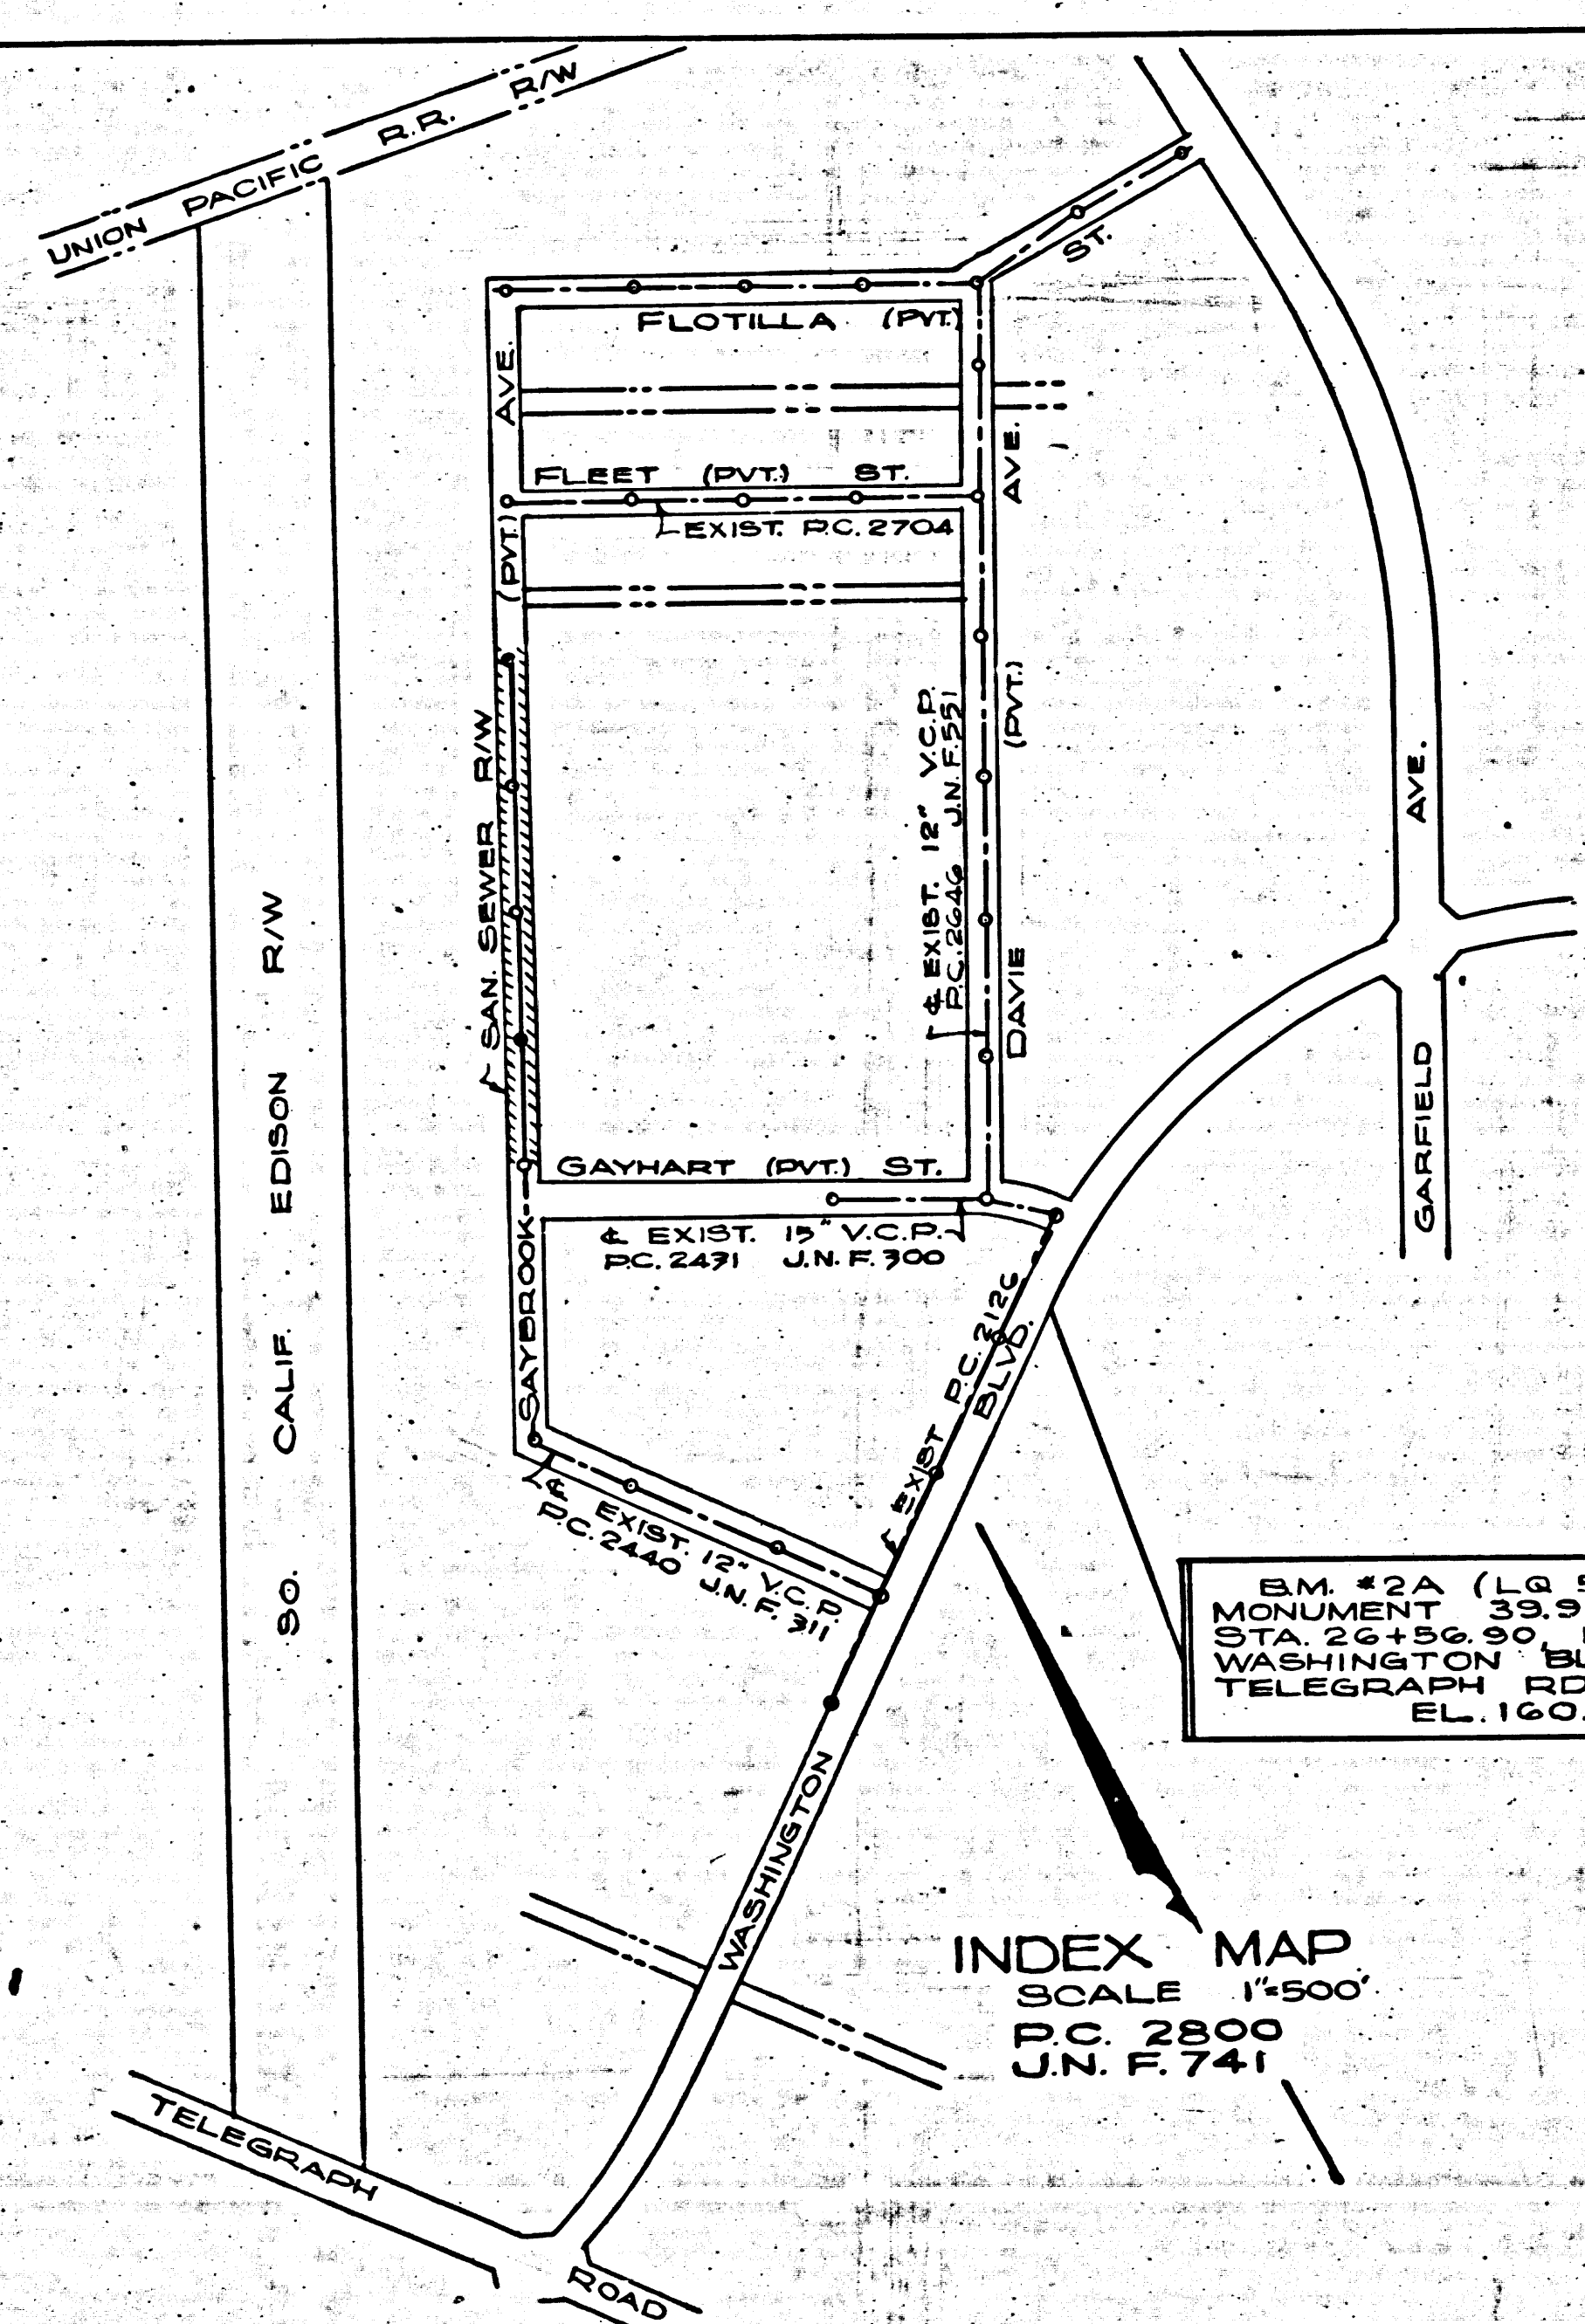 UNION PACIFIC R.R. R/W
FLOTILLA (PVT.) ST.
AVE.
(PVT.)
SAYBROOK
FLEET (PVT.) ST.
EXIST. P.C. 2704
AVE.
(PVT.)
DAVIE
℄ EXIST. 12" V.C.P.
P.C. 2646 J.N.F. 551
SAN. SEWER R/W
SO. CALIF. EDISON R/W
AVE.
GARFIELD
GAYHART (PVT.) ST.
℄ EXIST. 15" V.C.P.
P.C. 2431 J.N. F. 300
℄ EXIST P.C. 2126
BLVD.
WASHINGTON
℄ EXIST. 12" V.C.P.
P.C. 2440 J.N. F. 311
B.M. #2A (LQ
MONUMENT 39.9
STA. 26+56.90,
WASHINGTON BL
TELEGRAPH RD
EL. 160.
INDEX MAP
SCALE 1"=500'
P.C. 2800
J.N. F. 741
TELEGRAPH
ROAD